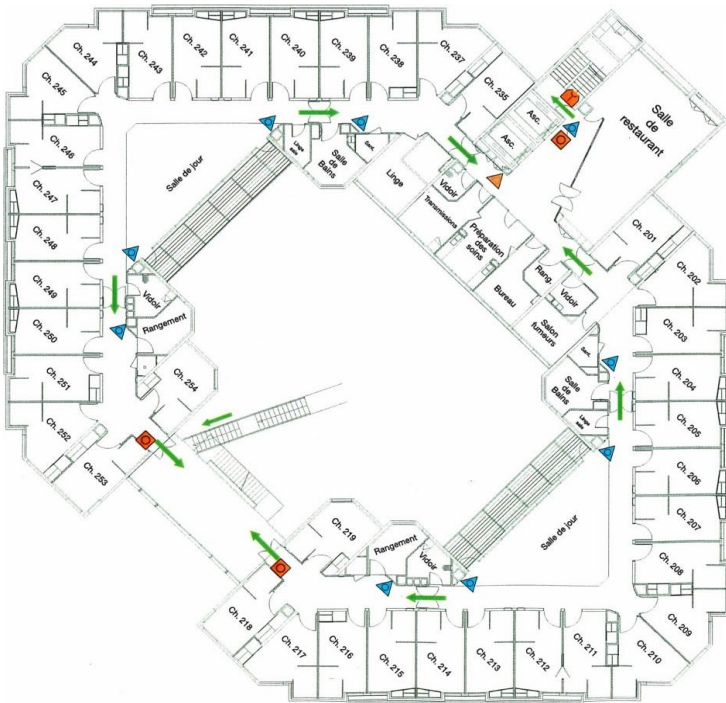 Ch. 244
Ch. 243
Ch. 242
Ch. 241
Ch. 240
Ch. 239
Ch. 238
Ch. 237
Ch. 235
Asc.
Asc.
Salle
de
restaurant
Ch. 245
Ch. 246
Ch. 247
Ch. 248
Ch. 249
Ch. 250
Ch. 251
Ch. 252
Ch. 253
Ch. 254
Salle de jour
Linge
sale
Salle
de
Bains
Sani.
Linge
Vidoir
Transmissions
Préparation
des
soins
Bureau
Rang.
Vidoir
Salon
fumeurs
Sani.
Salle
de
Bains
Linge
sale
Vidoir
Rangement
Ch. 201
Ch. 202
Ch. 203
Ch. 204
Ch. 205
Ch. 206
Ch. 207
Ch. 208
Ch. 209
Ch. 210
Ch. 211
Ch. 212
Ch. 213
Ch. 214
Ch. 215
Ch. 216
Ch. 217
Ch. 218
Ch. 219
Rangement
Vidoir
Salle de jour